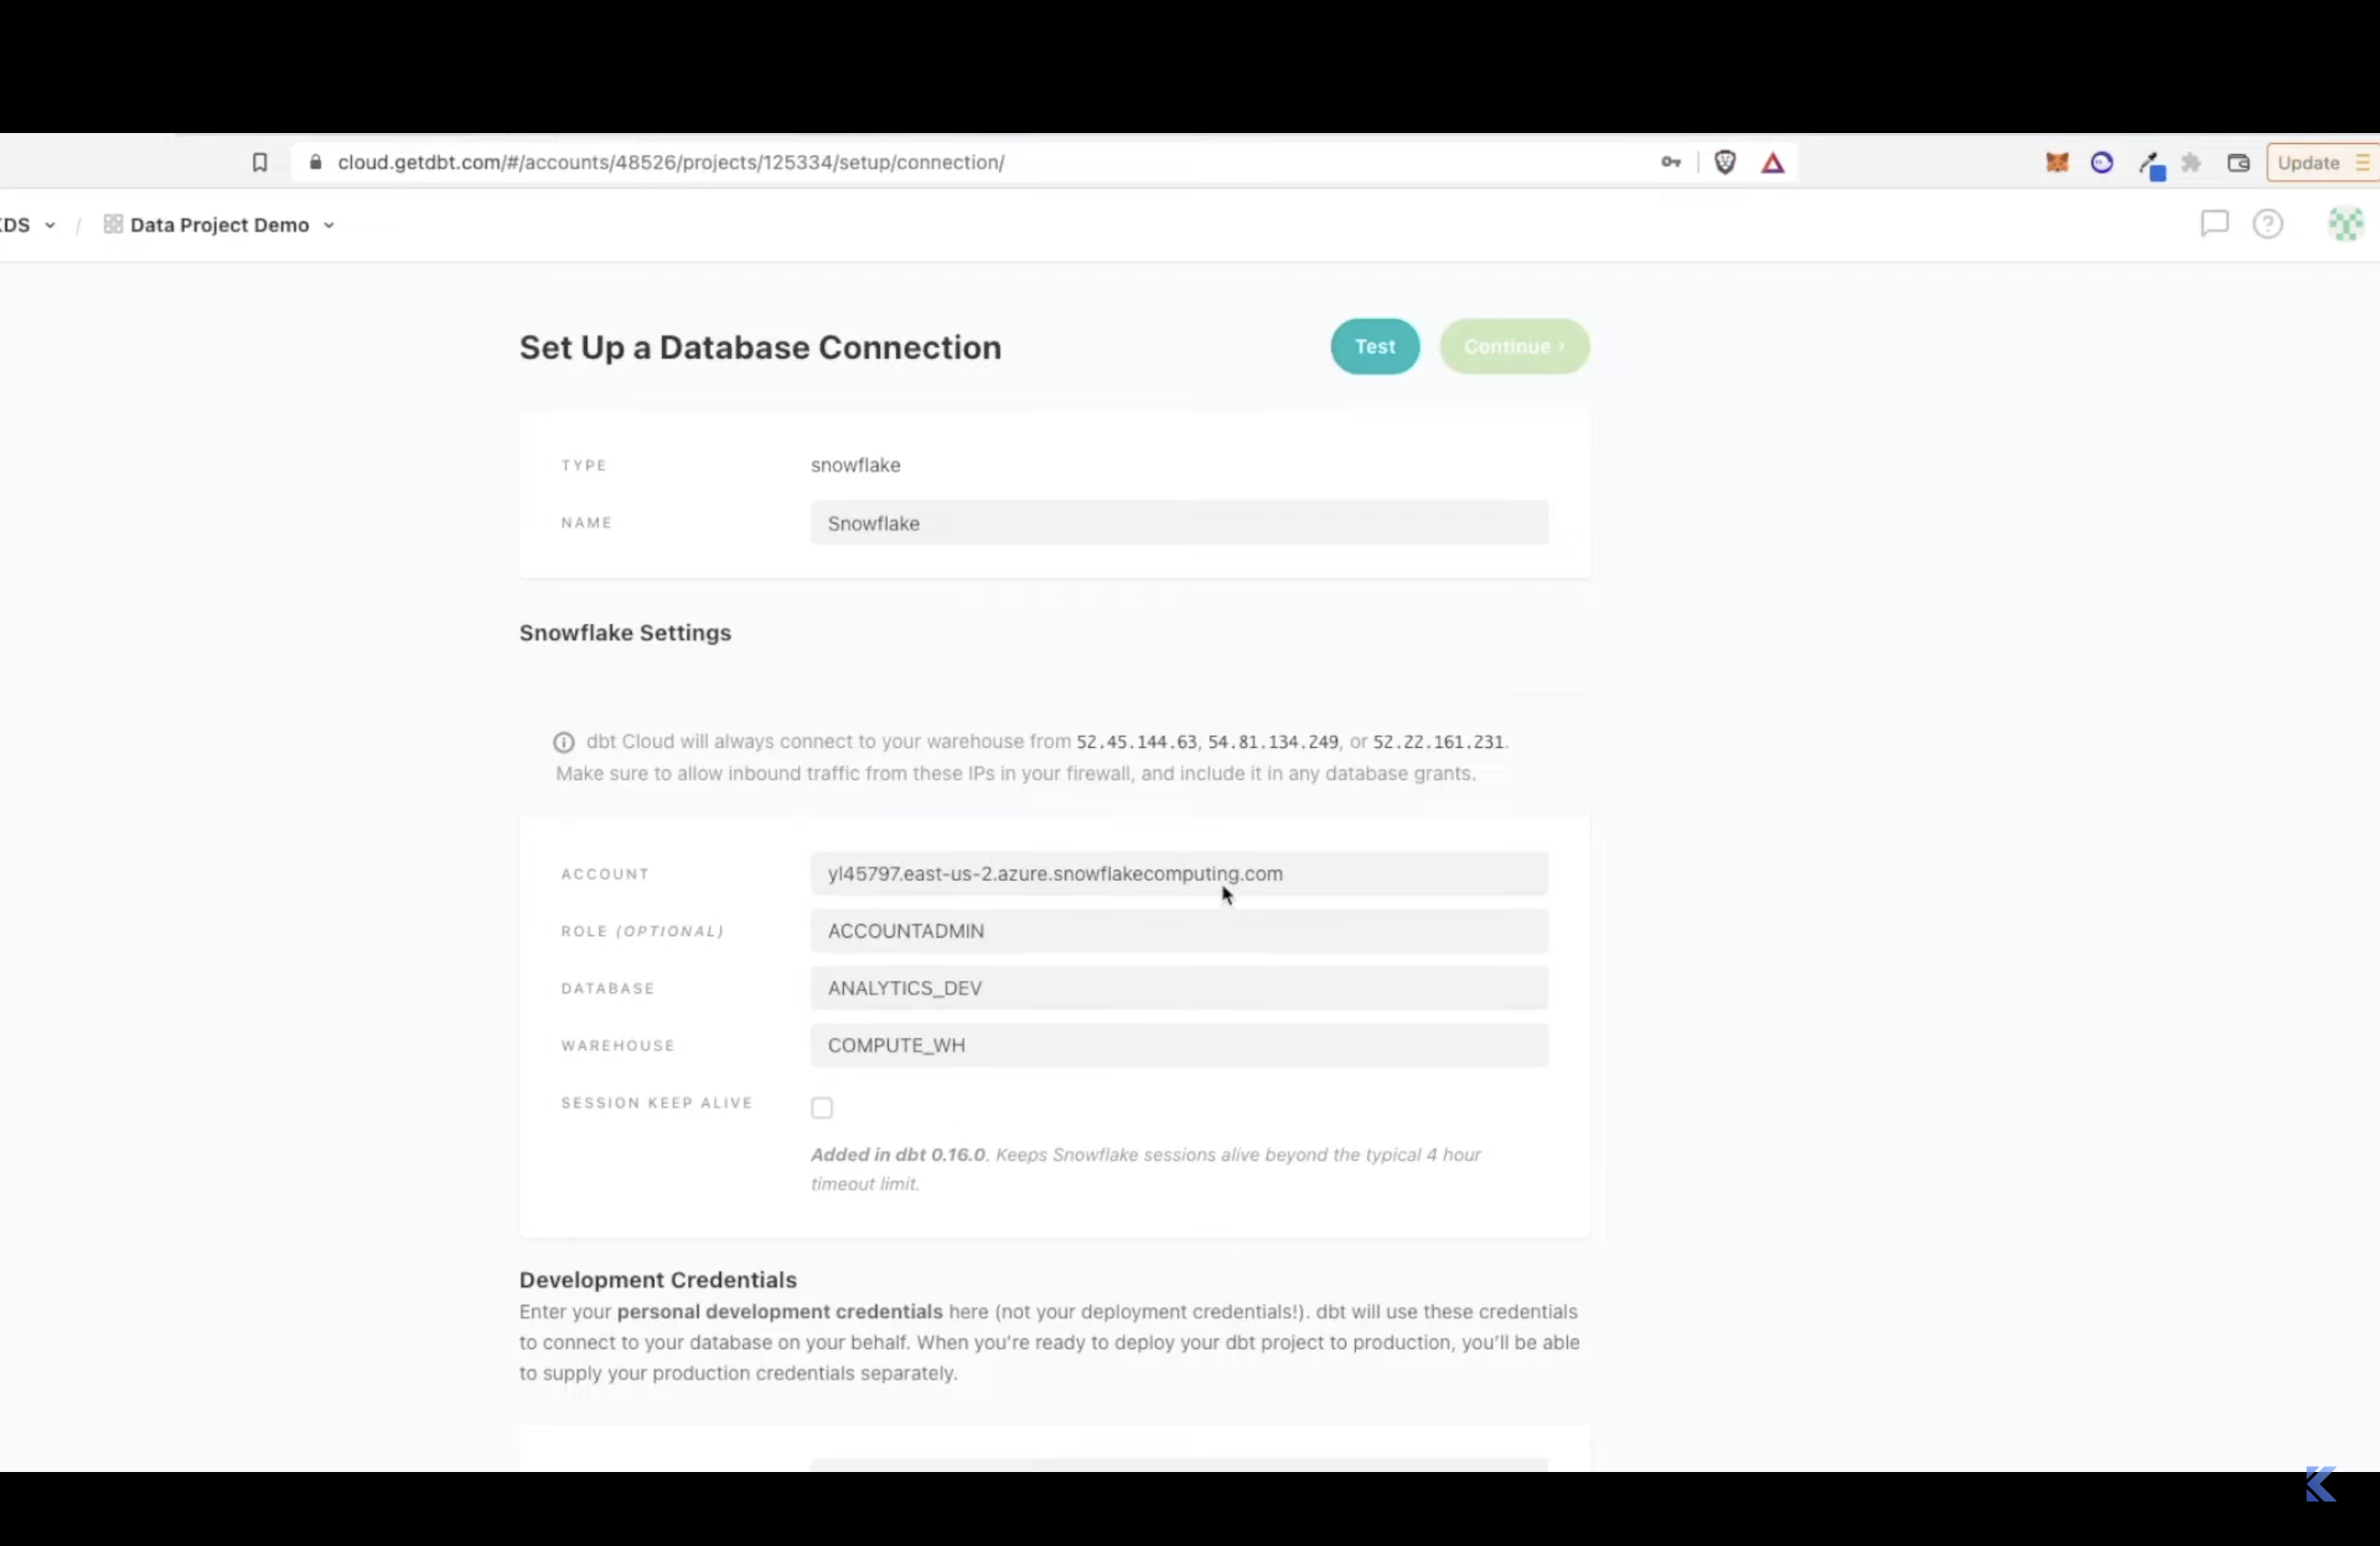 cloud.getdbt.com/#/accounts/48526/projects/125334/setup/connection/
Update
KDS / Data Project Demo
Set Up a Database Connection
Test
Continue ›
TYPE
snowflake
NAME
Snowflake
Snowflake Settings
dbt Cloud will always connect to your warehouse from 52.45.144.63, 54.81.134.249, or 52.22.161.231.
Make sure to allow inbound traffic from these IPs in your firewall, and include it in any database grants.
ACCOUNT
yl45797.east-us-2.azure.snowflakecomputing.com
ROLE (OPTIONAL)
ACCOUNTADMIN
DATABASE
ANALYTICS_DEV
WAREHOUSE
COMPUTE_WH
SESSION KEEP ALIVE
Added in dbt 0.16.0. Keeps Snowflake sessions alive beyond the typical 4 hour
timeout limit.
Development Credentials
Enter your personal development credentials here (not your deployment credentials!). dbt will use these credentials
to connect to your database on your behalf. When you're ready to deploy your dbt project to production, you'll be able
to supply your production credentials separately.